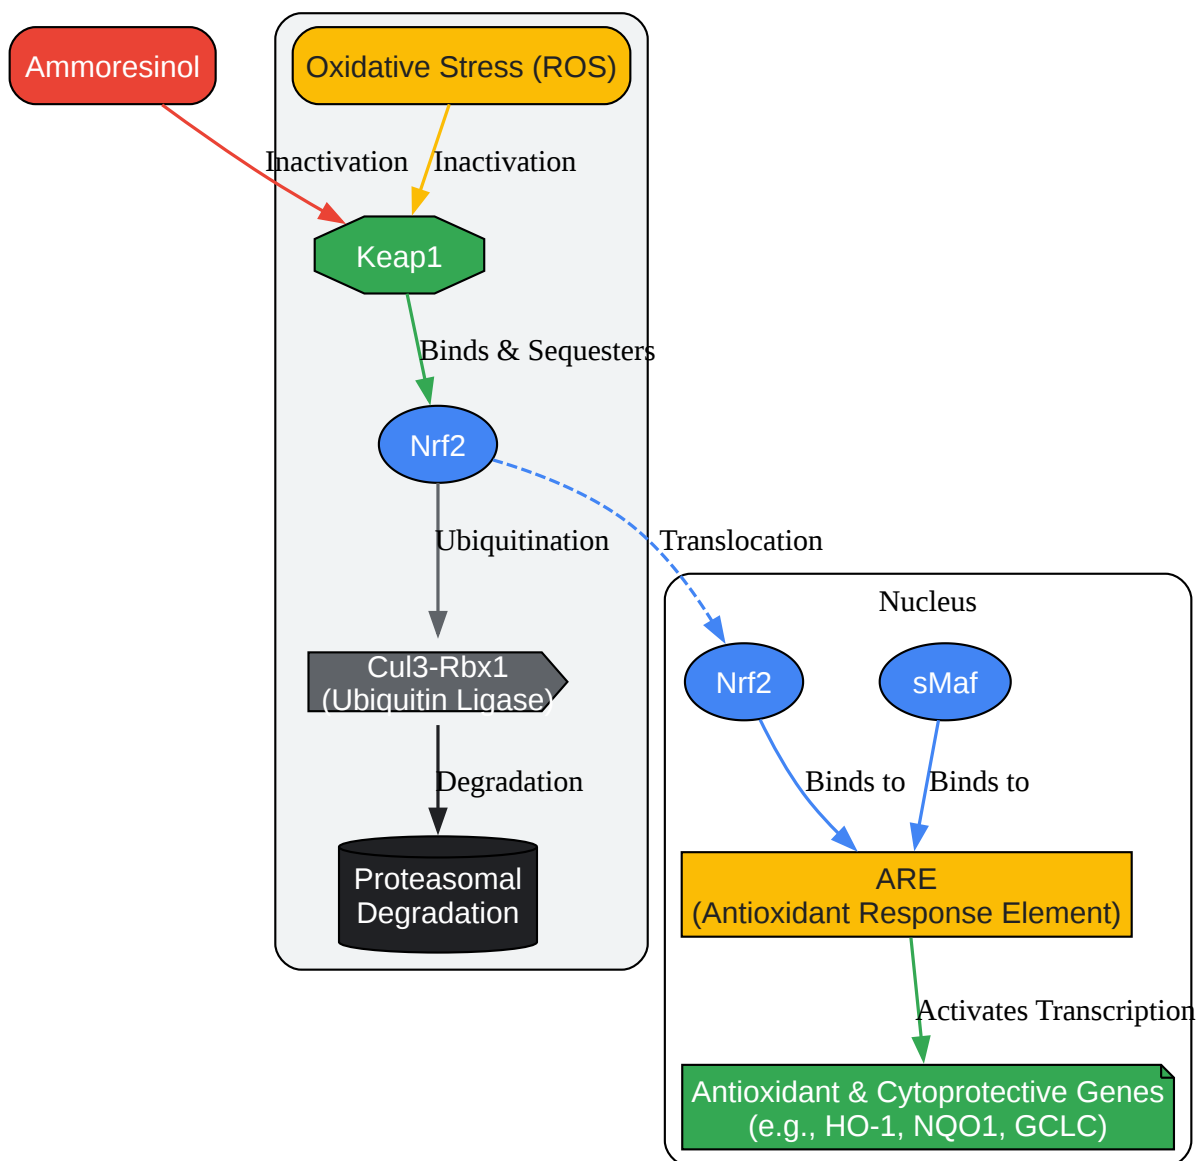 Ammoresinol
Oxidative Stress (ROS)
Inactivation
Inactivation
Keap1
Binds & Sequesters
Nrf2
Ubiquitination
Translocation
Nucleus
Cul3-Rbx1
(Ubiquitin Ligase)
Nrf2
sMaf
Degradation
Binds to
Binds to
Proteasomal
Degradation
ARE
(Antioxidant Response Element)
Activates Transcription
Antioxidant & Cytoprotective Genes
(e.g., HO-1, NQO1, GCLC)